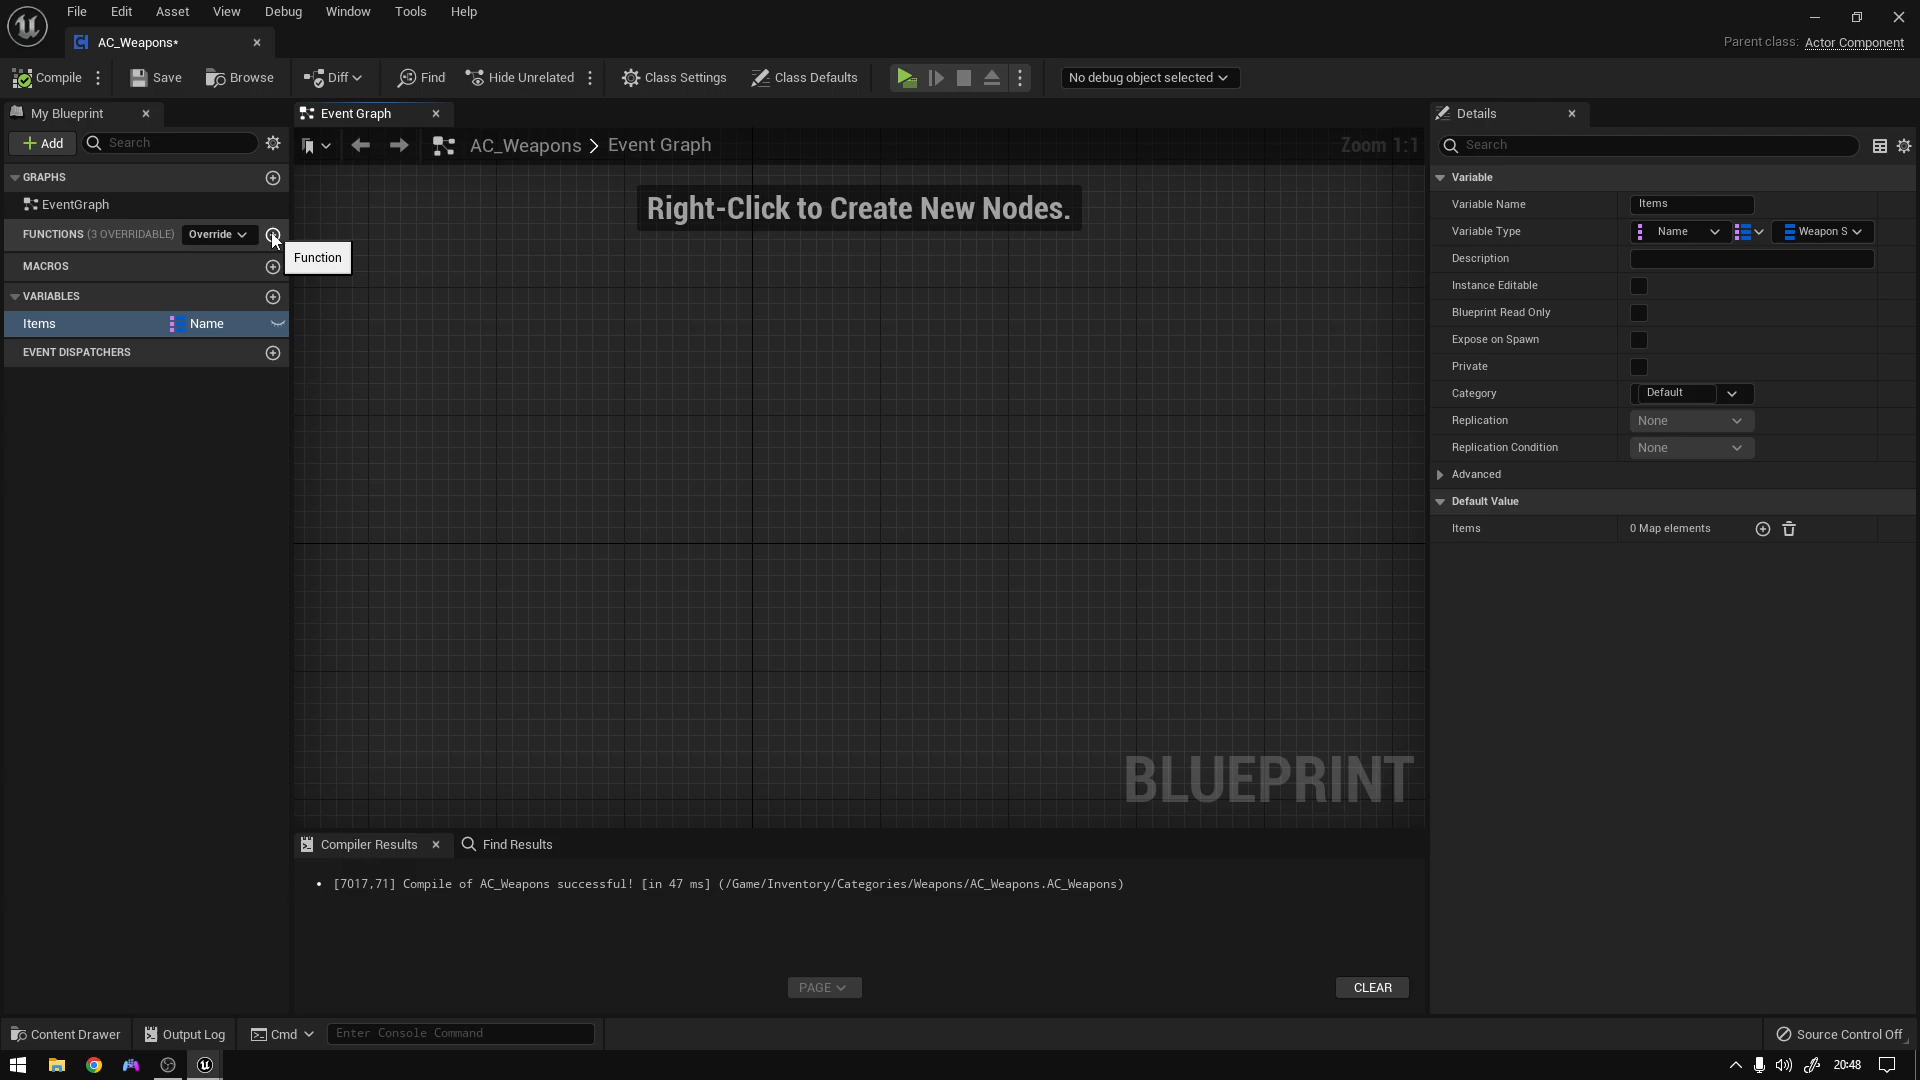 File Edit Asset View Debug Window Tools Help
AC_Weapons*
Parent class: Actor Component
Compile Save Browse Diff Find Hide Unrelated Class Settings Class Defaults No debug object selected
My Blueprint
Event Graph
Details
Add Search
AC_Weapons > Event Graph Zoom 1:1
Search
GRAPHS
EventGraph
FUNCTIONS (3 OVERRIDABLE) Override
Function
MACROS
VARIABLES
Items Name
EVENT DISPATCHERS
Right-Click to Create New Nodes.
BLUEPRINT
Variable
Variable Name Items
Variable Type Name Weapon S
Description
Instance Editable
Blueprint Read Only
Expose on Spawn
Private
Category Default
Replication None
Replication Condition None
Advanced
Default Value
Items 0 Map elements
Compiler Results Find Results
• [7017,71] Compile of AC_Weapons successful! [in 47 ms] (/Game/Inventory/Categories/Weapons/AC_Weapons.AC_Weapons)
PAGE CLEAR
Content Drawer Output Log Cmd Enter Console Command Source Control Off
20:48